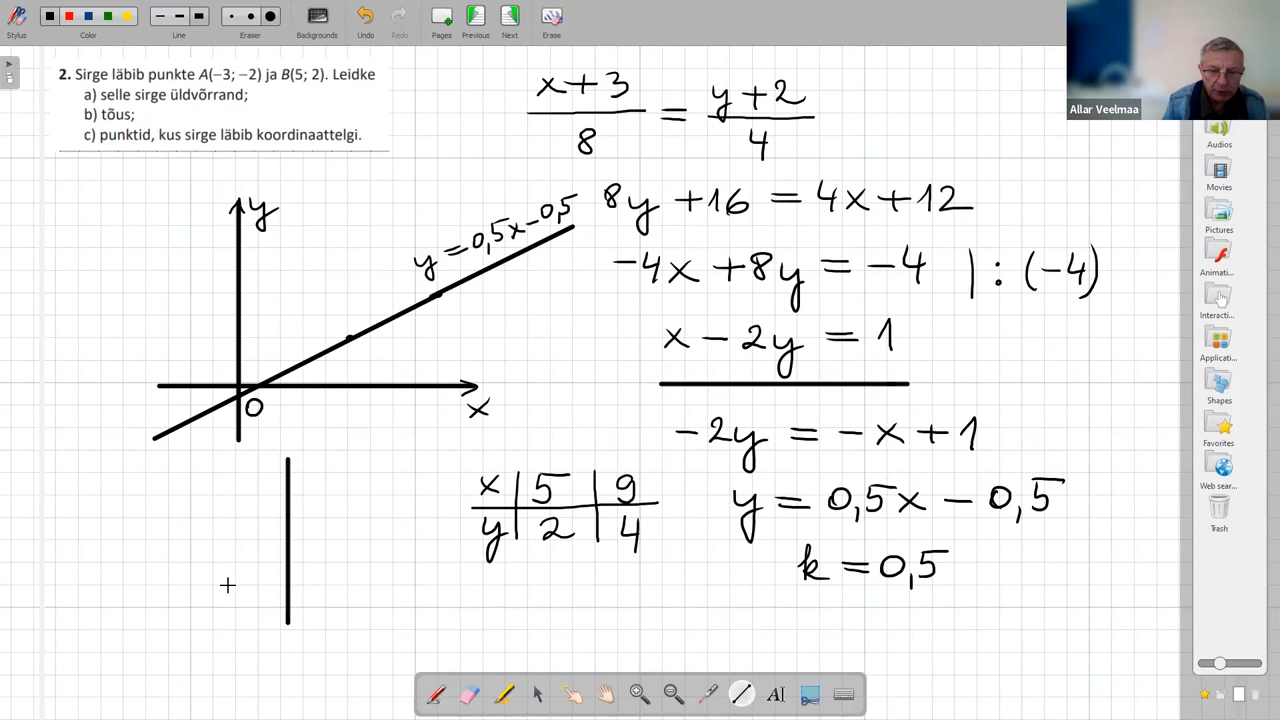 Stylus
Color
Line
Eraser
Backgrounds
Undo
Redo
Pages
Previous
Next
Erase
Allar Veelmaa
2. Sirge läbib punkte A(−3; −2) ja B(5; 2). Leidke
a) selle sirge üldvõrrand;
b) tõus;
c) punktid, kus sirge läbib koordinaattelgi.
x+3 / 8 = y+2 / 4
8y +16 = 4x+12
-4x +8y = -4 | : (-4)
x - 2y = 1
-2y = -x + 1
y = 0,5x - 0,5
k = 0,5
y
y = 0,5x-0,5
0
x
x | 5 | 9
y | 2 | 4
Audios
Movies
Pictures
Animati...
Interacti...
Applicati...
Shapes
Favorites
Web sear...
Trash
AI